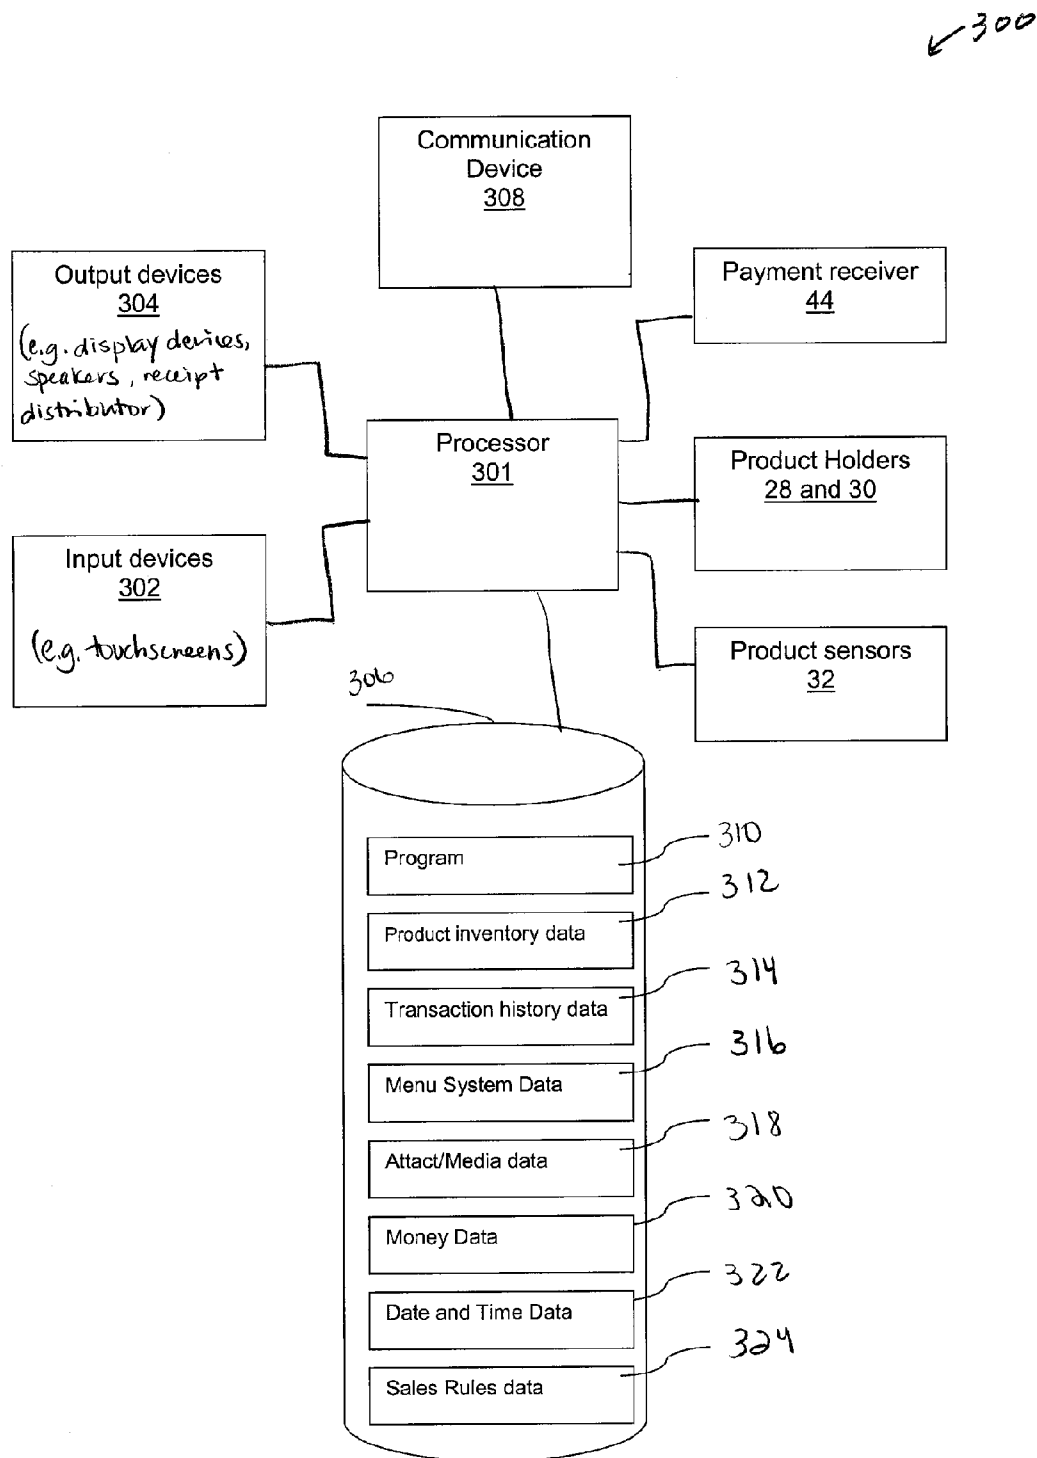 300
Communication
Device
308
Output devices
304
(e.g. display devices,
speakers, receipt
distributor)
Payment receiver
44
Processor
301
Product Holders
28 and 30
Input devices
302
(e.g. touchscreens)
Product sensors
32
306
Program
310
Product inventory data
312
Transaction history data
314
Menu System Data
316
Attact/Media data
318
Money Data
320
Date and Time Data
322
Sales Rules data
324